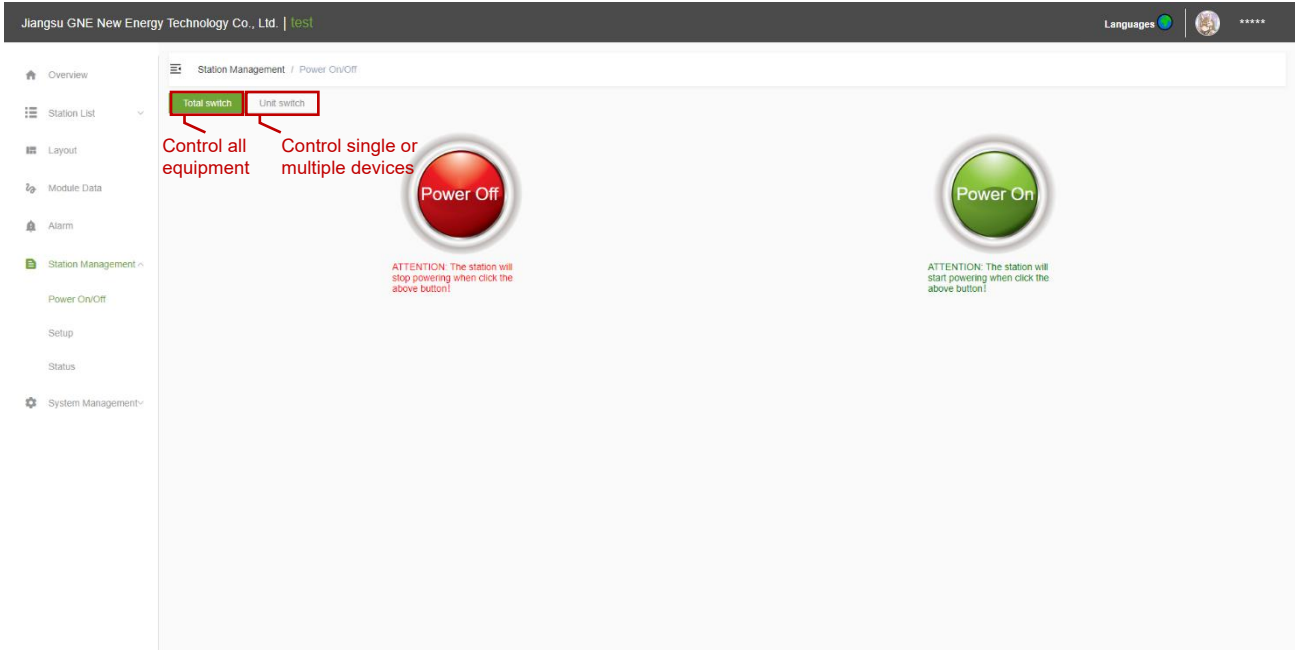 Jiangsu GNE New Energy Technology Co., Ltd. | test
Languages
*****
Overview
Station List
Layout
Module Data
Alarm
Station Management
Power On/Off
Setup
Status
System Management
Station Management / Power On/Off
Total switch
Unit switch
Control all
equipment
Control single or
multiple devices
Power Off
ATTENTION: The station will
stop powering when click the
above button!
Power On
ATTENTION: The station will
start powering when click the
above button!